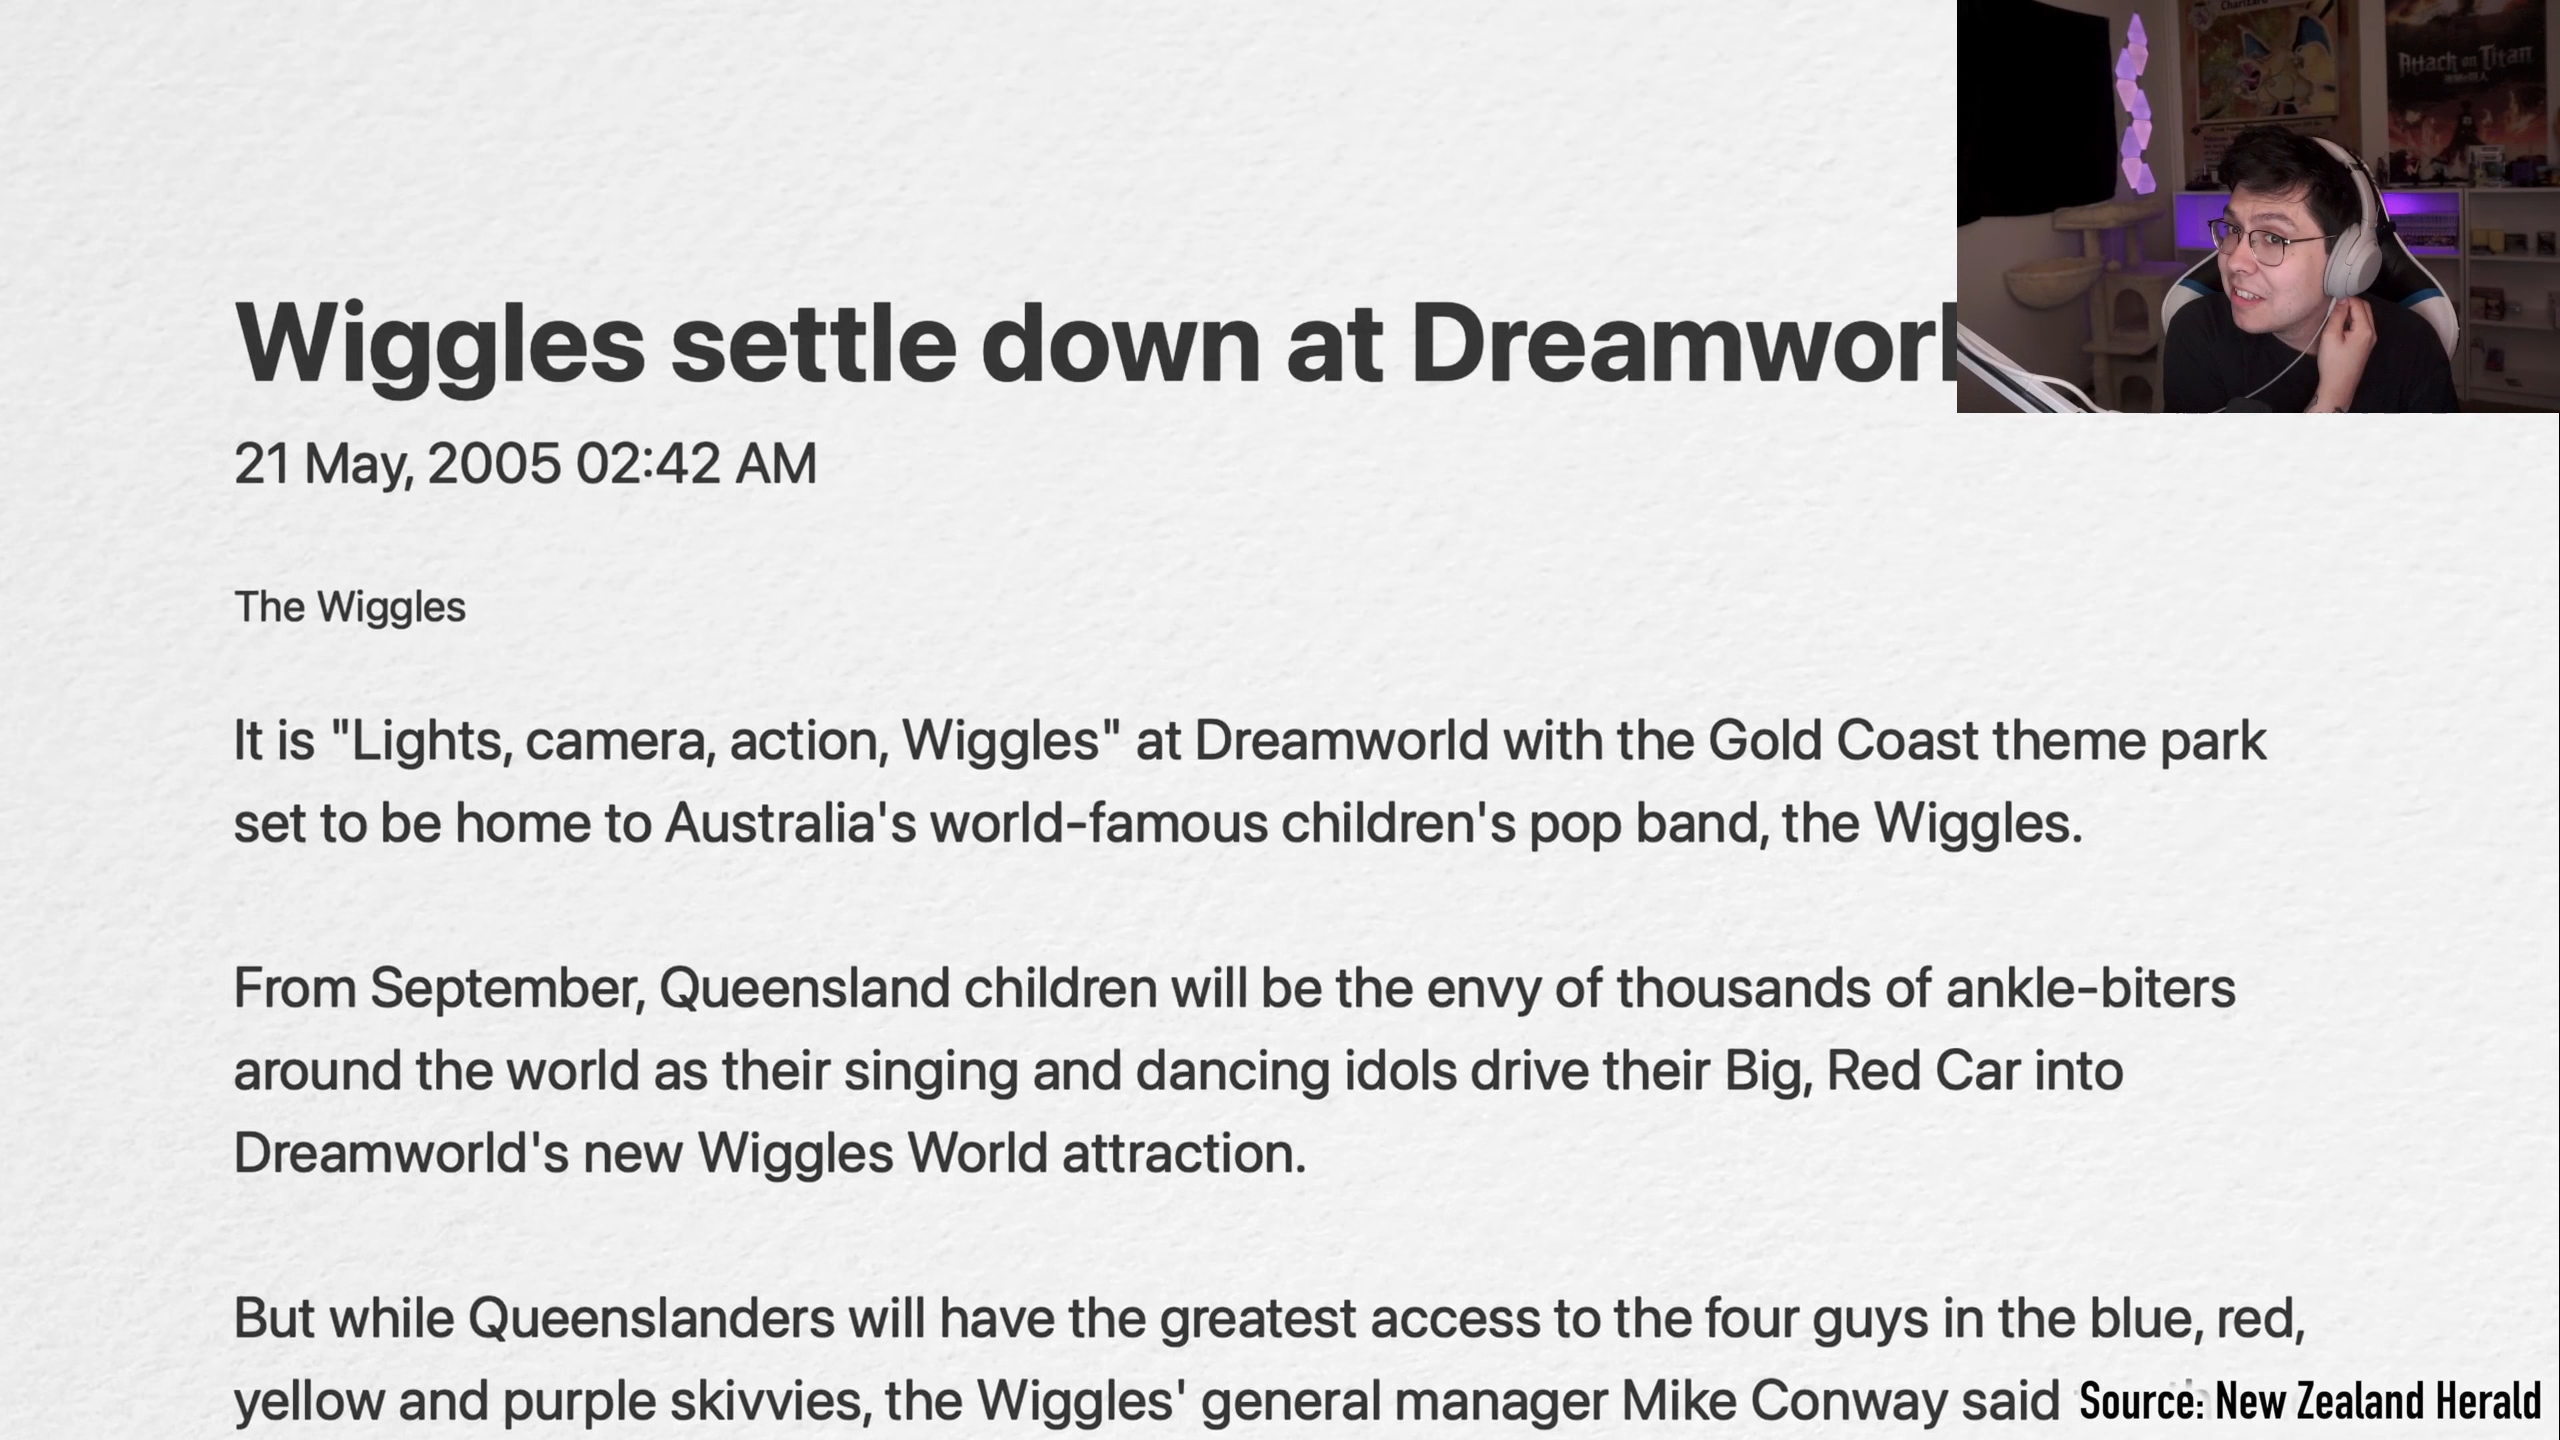 Charizard
Attack on Titan
Wiggles settle down at Dreamworl
21 May, 2005 02:42 AM
The Wiggles
It is "Lights, camera, action, Wiggles" at Dreamworld with the Gold Coast theme park
set to be home to Australia's world-famous children's pop band, the Wiggles.
From September, Queensland children will be the envy of thousands of ankle-biters
around the world as their singing and dancing idols drive their Big, Red Car into
Dreamworld's new Wiggles World attraction.
But while Queenslanders will have the greatest access to the four guys in the blue, red,
yellow and purple skivvies, the Wiggles' general manager Mike Conway said
Source: New Zealand Herald